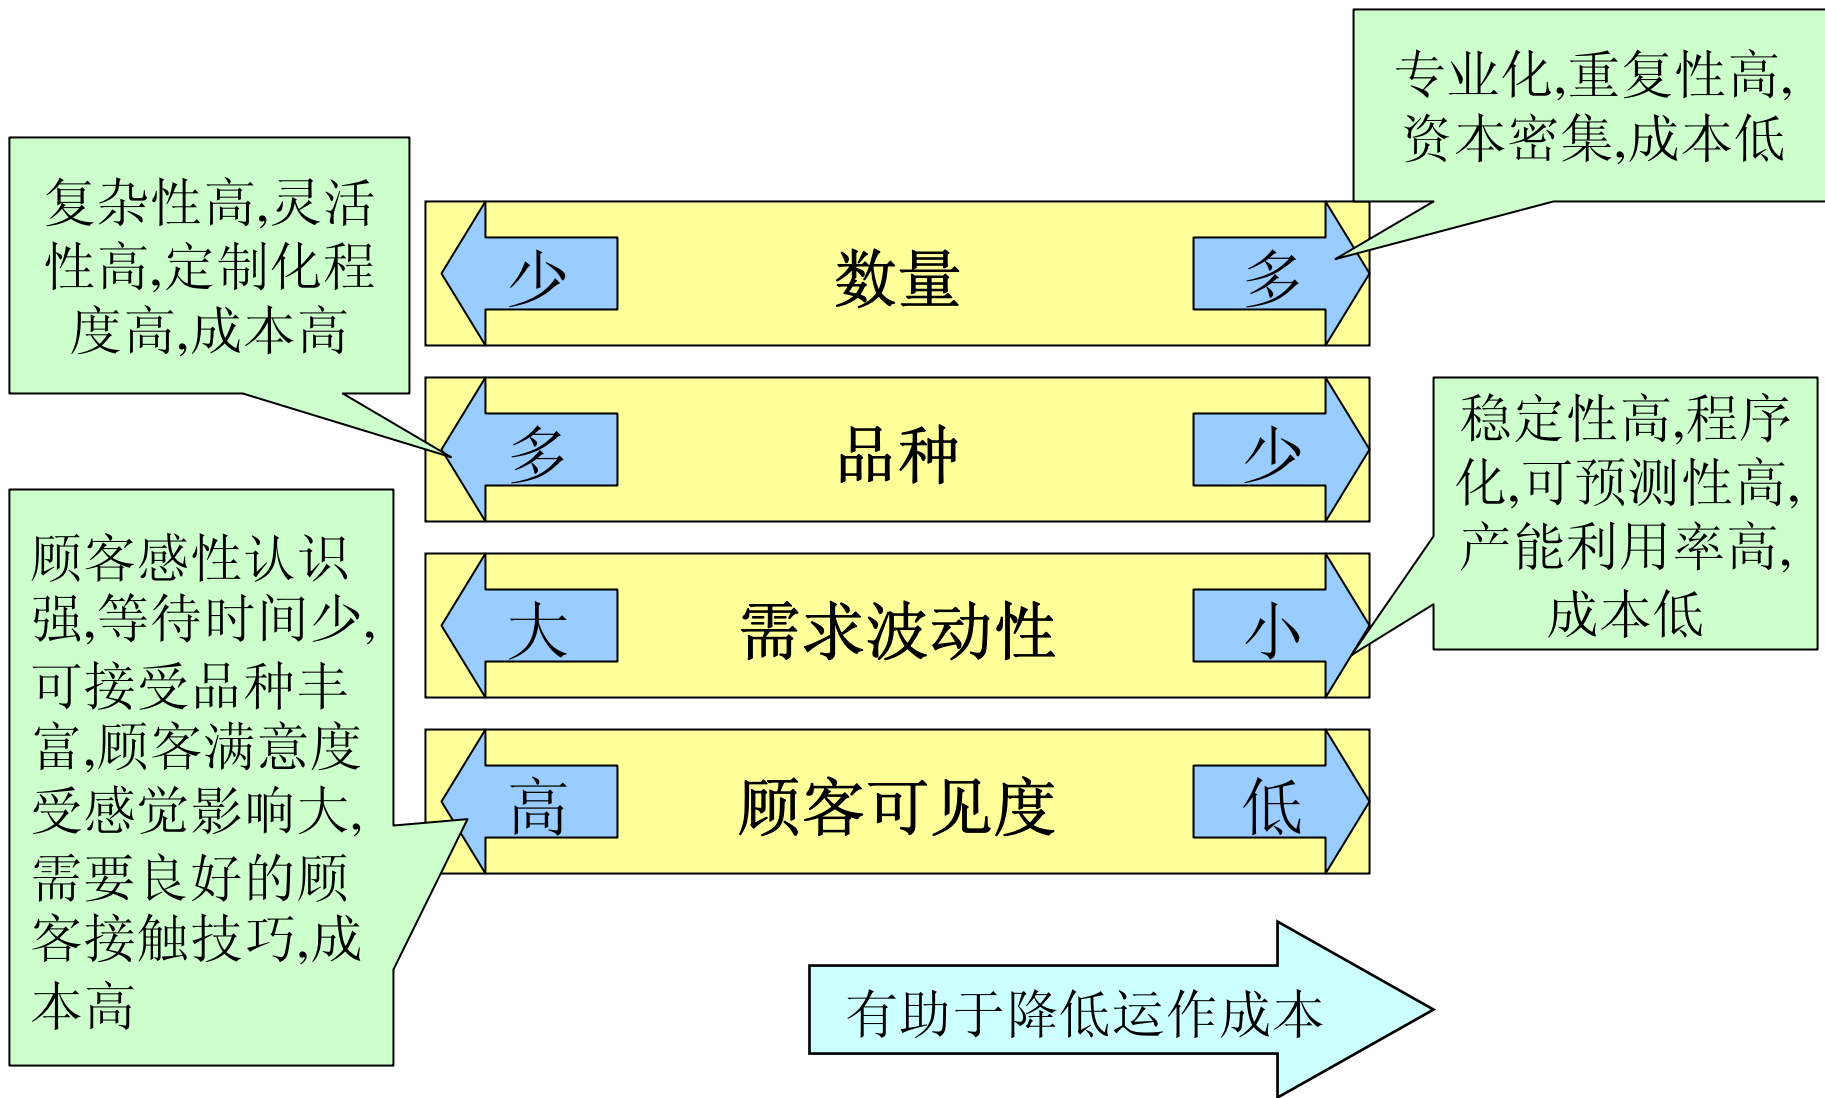 专业化,重复性高,
资本密集,成本低
复杂性高,灵活
性高,定制化程
度高,成本高
少
数量
多
多
品种
少
稳定性高,程序
化,可预测性高,
产能利用率高,
成本低
顾客感性认识
强,等待时间少,
可接受品种丰
富,顾客满意度
受感觉影响大,
需要良好的顾
客接触技巧,成
本高
大
需求波动性
小
高
顾客可见度
低
有助于降低运作成本